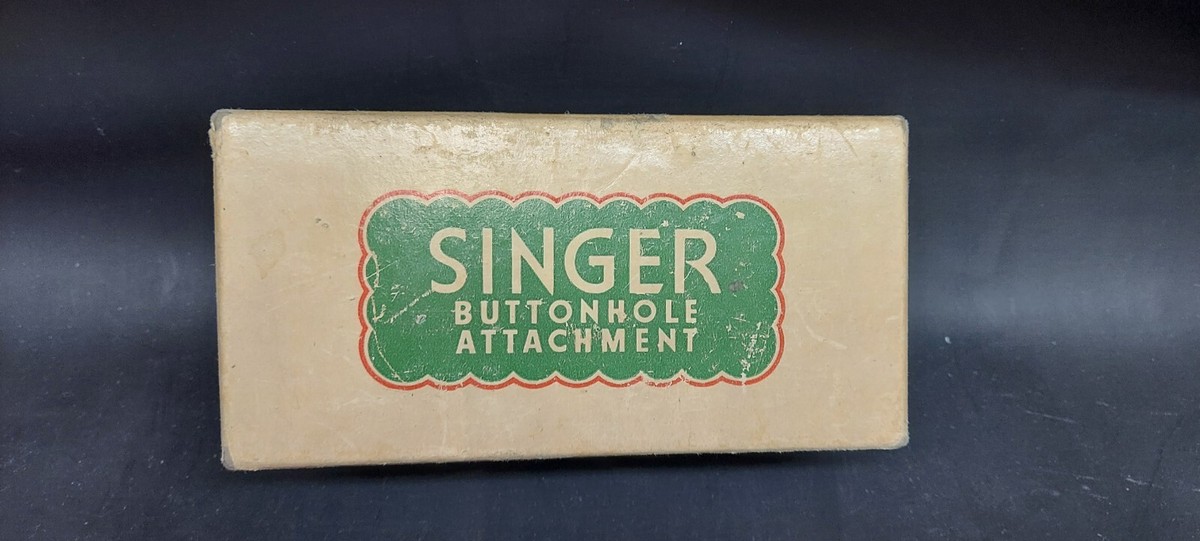 SINGER
BUTTONHOLE
ATTACHMENT